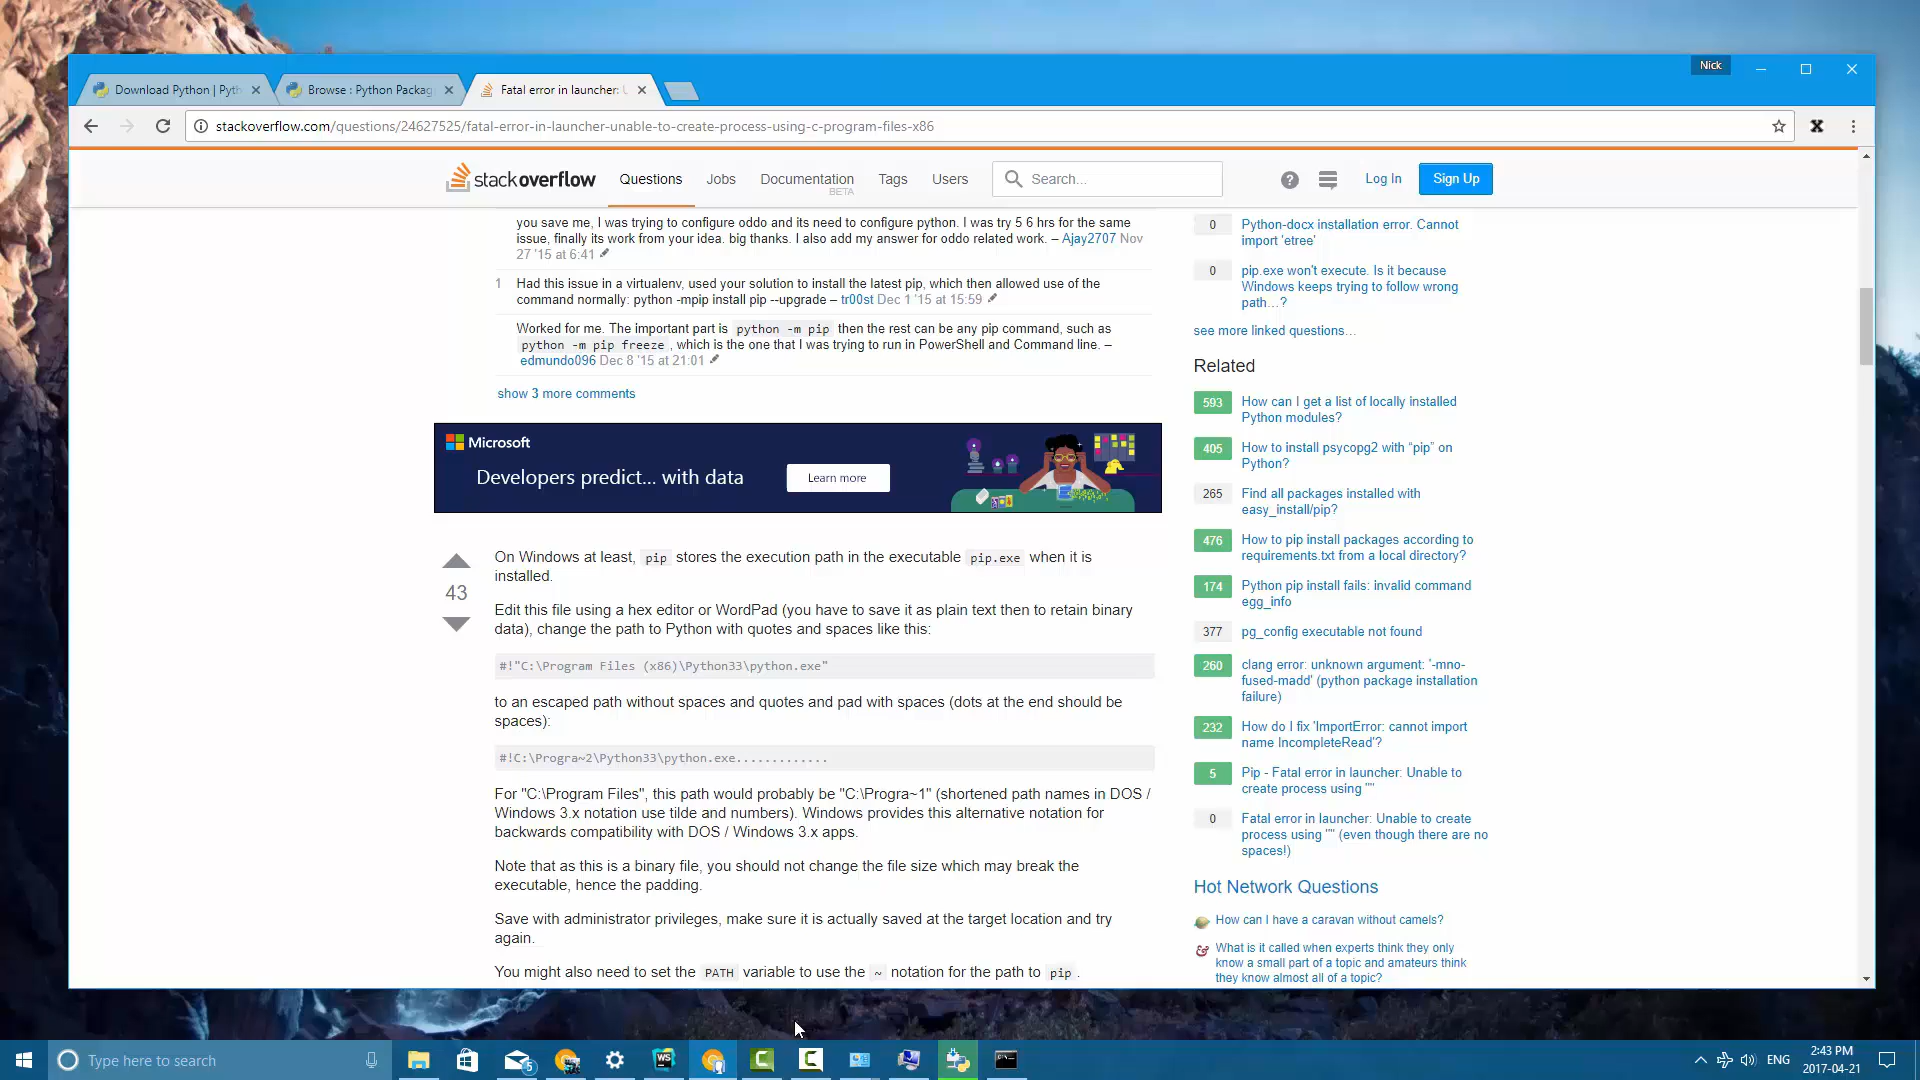 Nick
Download Python | Pyth
Browse : Python Packag
Fatal error in launcher: U
stackoverflow.com/questions/24627525/fatal-error-in-launcher-unable-to-create-process-using-c-program-files-x86
stackoverflow
Questions
Jobs
Documentation
BETA
Tags
Users
Search...
Log In
Sign Up
you save me, I was trying to configure oddo and its need to configure python. I was try 5 6 hrs for the same
issue, finally its work from your idea. big thanks. I also add my answer for oddo related work. – Ajay2707 Nov
27 '15 at 6:41
1 Had this issue in a virtualenv, used your solution to install the latest pip, which then allowed use of the
command normally: python -mpip install pip --upgrade – tr00st Dec 1 '15 at 15:59
Worked for me. The important part is python -m pip then the rest can be any pip command, such as
python -m pip freeze , which is the one that I was trying to run in PowerShell and Command line. –
edmundo096 Dec 8 '15 at 21:01
show 3 more comments
Microsoft
Developers predict... with data
Learn more
43
On Windows at least, pip stores the execution path in the executable pip.exe when it is
installed.
Edit this file using a hex editor or WordPad (you have to save it as plain text then to retain binary
data), change the path to Python with quotes and spaces like this:
#!"C:\Program Files (x86)\Python33\python.exe"
to an escaped path without spaces and quotes and pad with spaces (dots at the end should be
spaces):
#!C:\Progra~2\Python33\python.exe.............
For "C:\Program Files", this path would probably be "C:\Progra~1" (shortened path names in DOS /
Windows 3.x notation use tilde and numbers). Windows provides this alternative notation for
backwards compatibility with DOS / Windows 3.x apps.
Note that as this is a binary file, you should not change the file size which may break the
executable, hence the padding.
Save with administrator privileges, make sure it is actually saved at the target location and try
again.
You might also need to set the PATH variable to use the ~ notation for the path to pip .
0 Python-docx installation error. Cannot
import 'etree'
0 pip.exe won't execute. Is it because
Windows keeps trying to follow wrong
path…?
see more linked questions…
Related
593 How can I get a list of locally installed
Python modules?
405 How to install psycopg2 with “pip” on
Python?
265 Find all packages installed with
easy_install/pip?
476 How to pip install packages according to
requirements.txt from a local directory?
174 Python pip install fails: invalid command
egg_info
377 pg_config executable not found
260 clang error: unknown argument: '-mno-
fused-madd' (python package installation
failure)
232 How do I fix 'ImportError: cannot import
name IncompleteRead'?
5 Pip - Fatal error in launcher: Unable to
create process using '"'
0 Fatal error in launcher: Unable to create
process using '"' (even though there are no
spaces!)
Hot Network Questions
How can I have a caravan without camels?
What is it called when experts think they only
know a small part of a topic and amateurs think
they know almost all of a topic?
Type here to search
5
WS
ENG
2:43 PM
2017-04-21